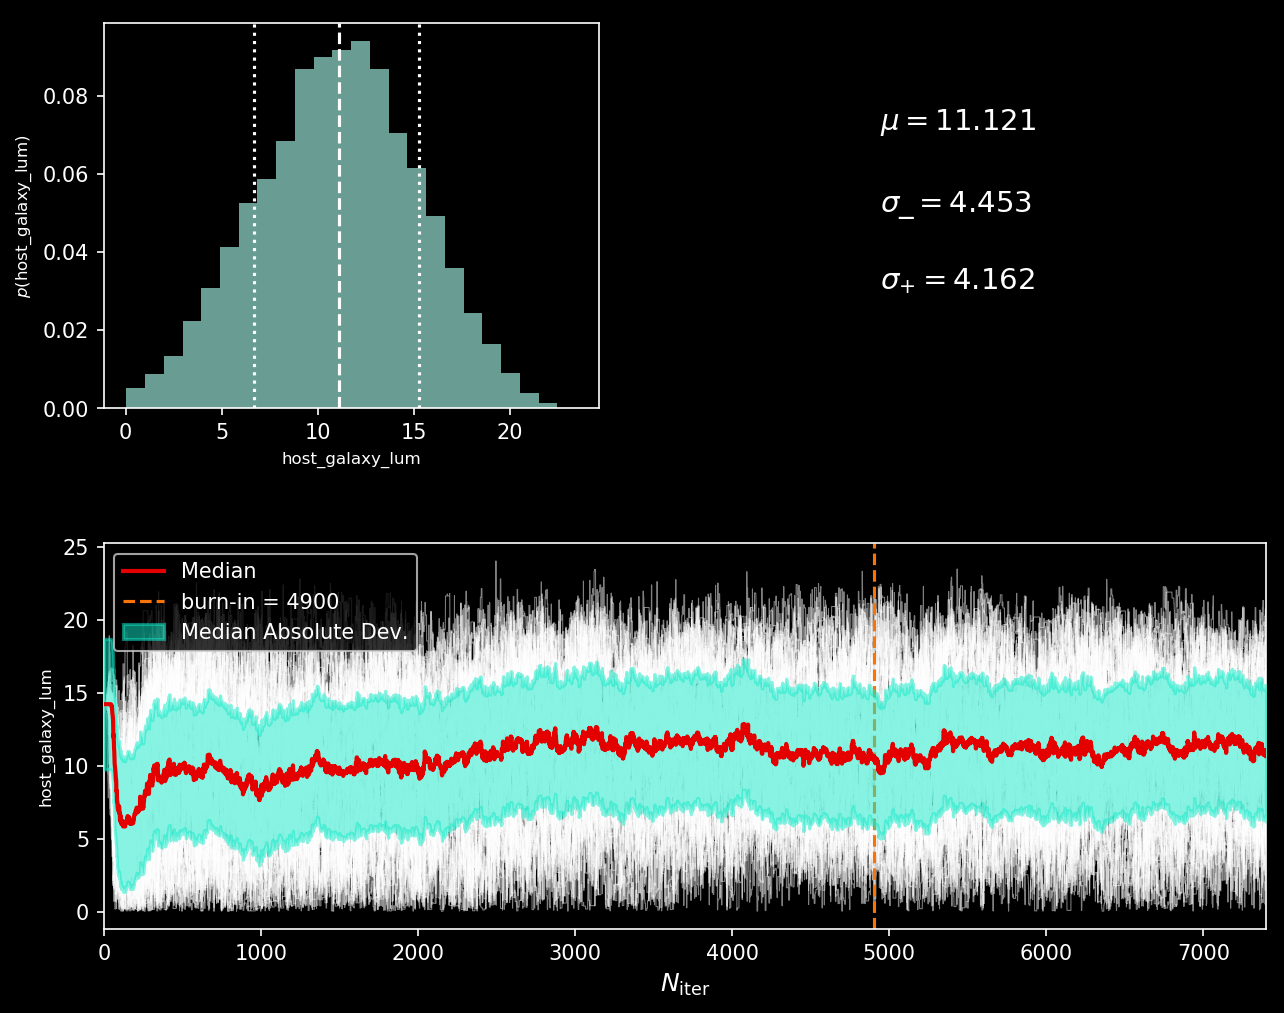 0.08
0.06
0.04
0.02
0.00
p(host_galaxy_lum)
0 5 10 15 20
host_galaxy_lum
μ = 11.121
σ₋ = 4.453
σ₊ = 4.162
25
20
15
10
5
0
host_galaxy_lum
Median
burn-in = 4900
Median Absolute Dev.
0 1000 2000 3000 4000 5000 6000 7000
N_iter